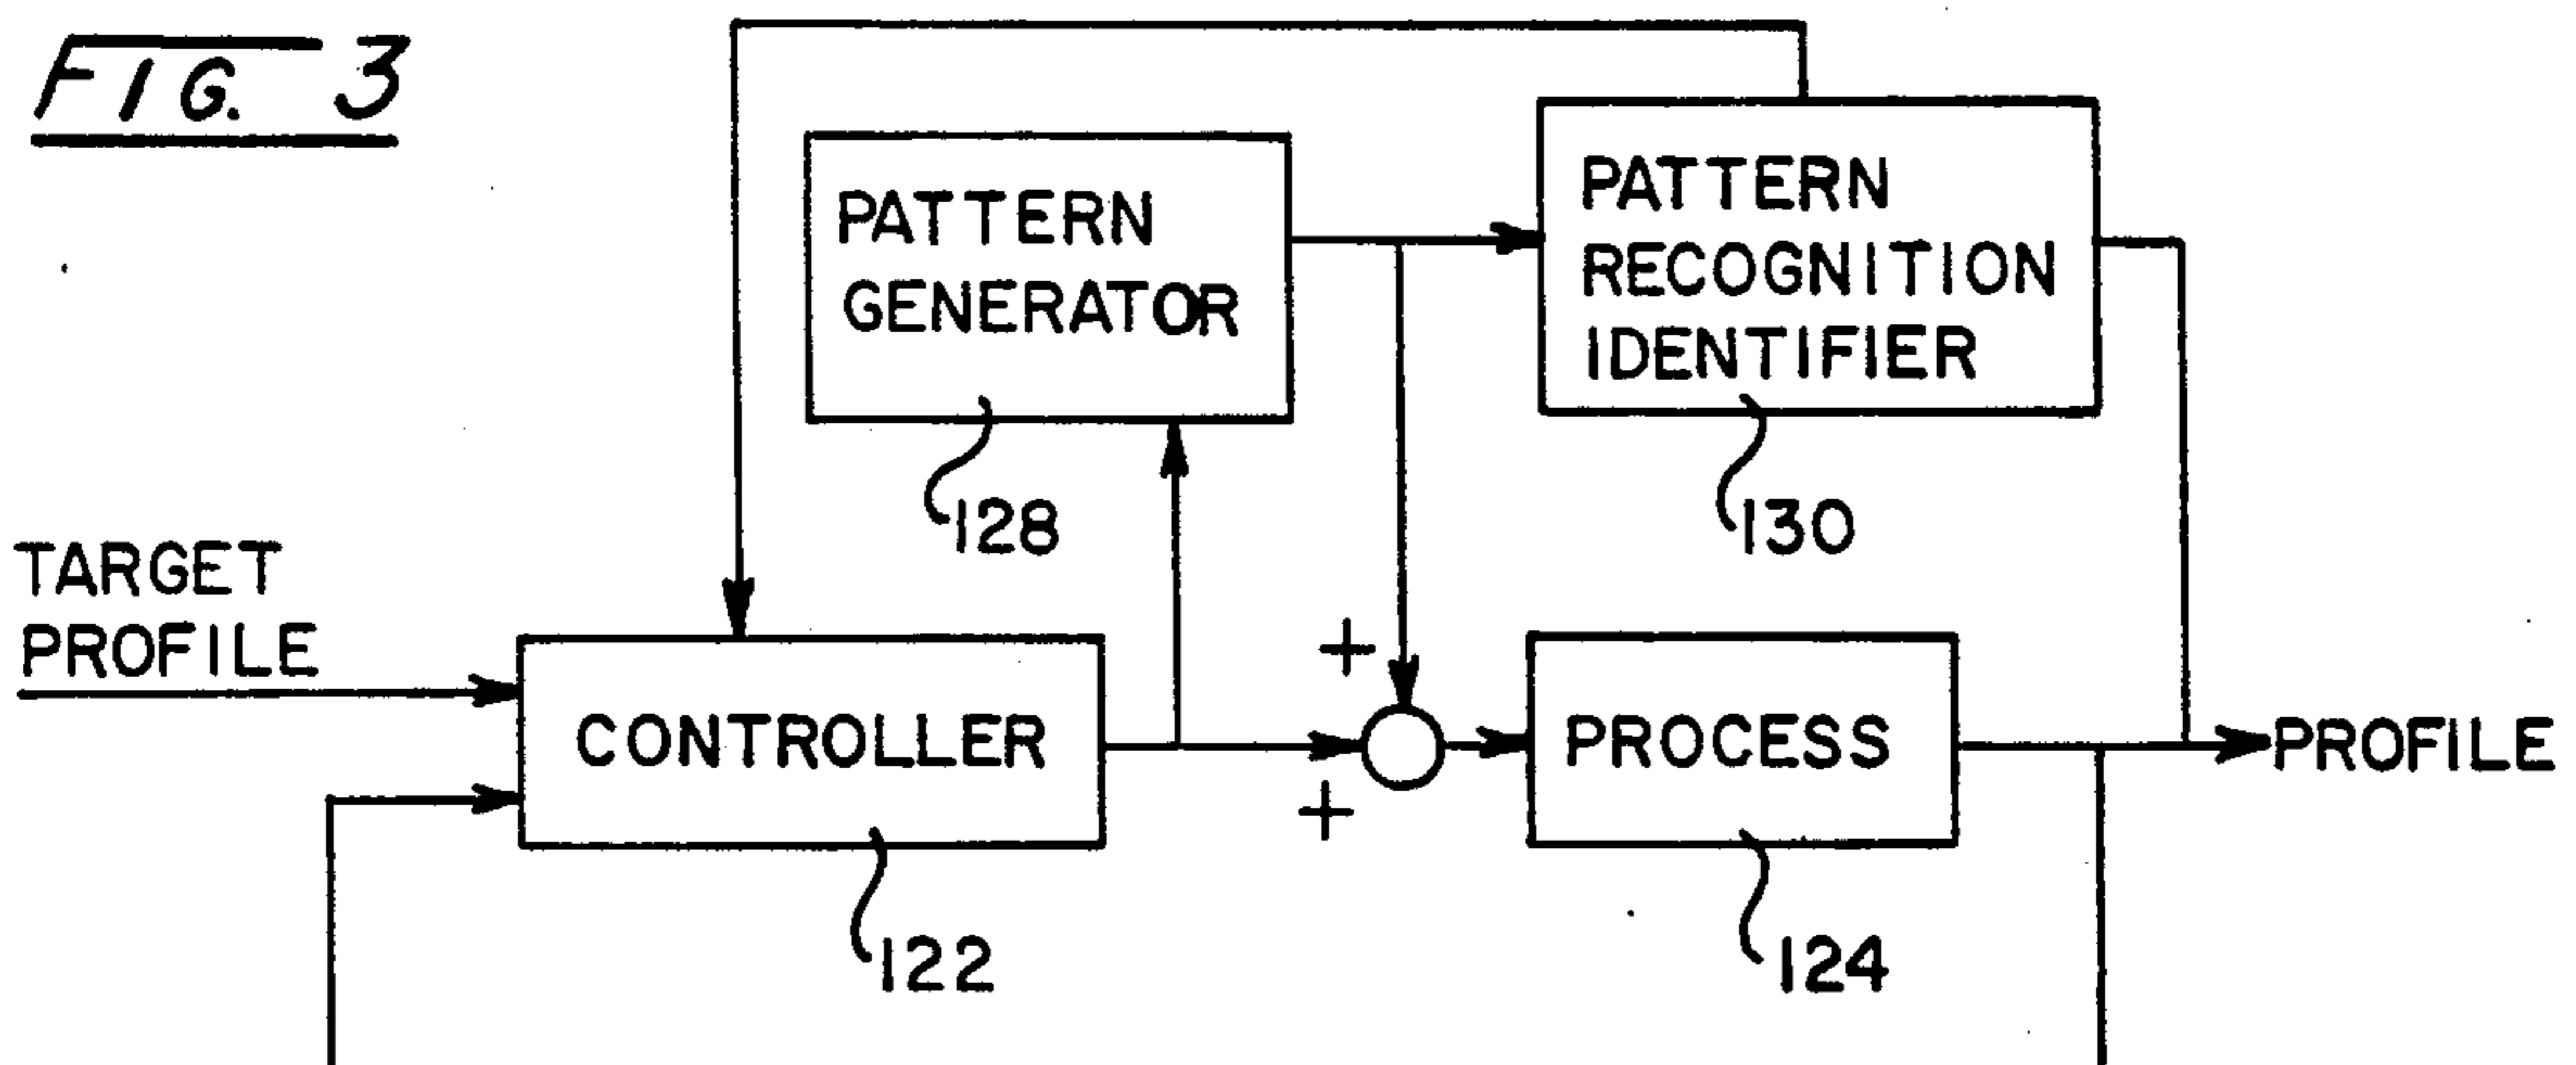 FIG. 3
PATTERN
GENERATOR
128
PATTERN
RECOGNITION
IDENTIFIER
130
TARGET
PROFILE
CONTROLLER
122
+
+
PROCESS
124
PROFILE